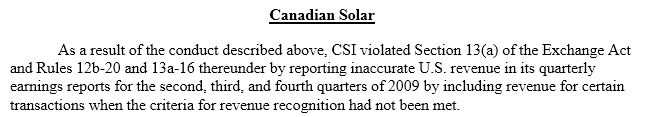 Canadian Solar
As a result of the conduct described above, CSI violated Section 13(a) of the Exchange Act
and Rules 12b-20 and 13a-16 thereunder by reporting inaccurate U.S. revenue in its quarterly
earnings reports for the second, third, and fourth quarters of 2009 by including revenue for certain
transactions when the criteria for revenue recognition had not been met.